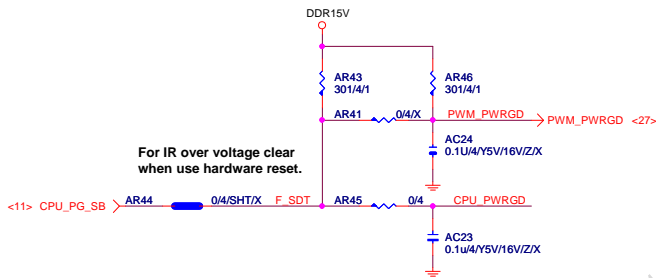 DDR15V
AR43
301/4/1
AR46
301/4/1
AR41
0/4/X
PWM_PWRGD
PWM_PWRGD <27>
AC24
0.1U/4/Y5V/16V/Z/X
For IR over voltage clear
when use hardware reset.
<11> CPU_PG_SB
AR44
0/4/SHT/X
F_SDT
AR45
0/4
CPU_PWRGD
AC23
0.1u/4/Y5V/16V/Z/X